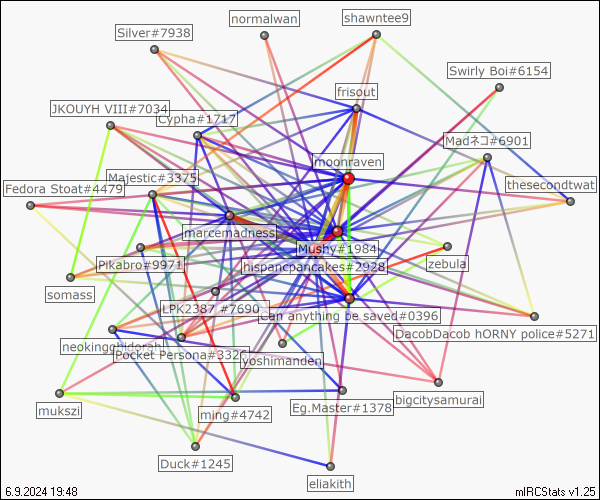 normalwan
shawntee9
Silver#7938
Swirly Boi#6154
frisout
JKOUYH VIII#7034
Cypha#1717
Madネコ#6901
moonraven
Majestic#3375
Fedora Stoat#4479
thesecondtwat
marcemadness
Mushy#1984
Pikabro#9971
hispancpancakes#2928
zebula
somass
LPK2387 #7690
can anything be saved#0396
DacobDacob hORNY police#5271
neokingghidorah
Pocket Persona#332
yoshimanden
mukszi
ming#4742
Eg.Master#1378
bigcitysamurai
Duck#1245
eliakith
6.9.2024 19:48
mIRCStats v1.25